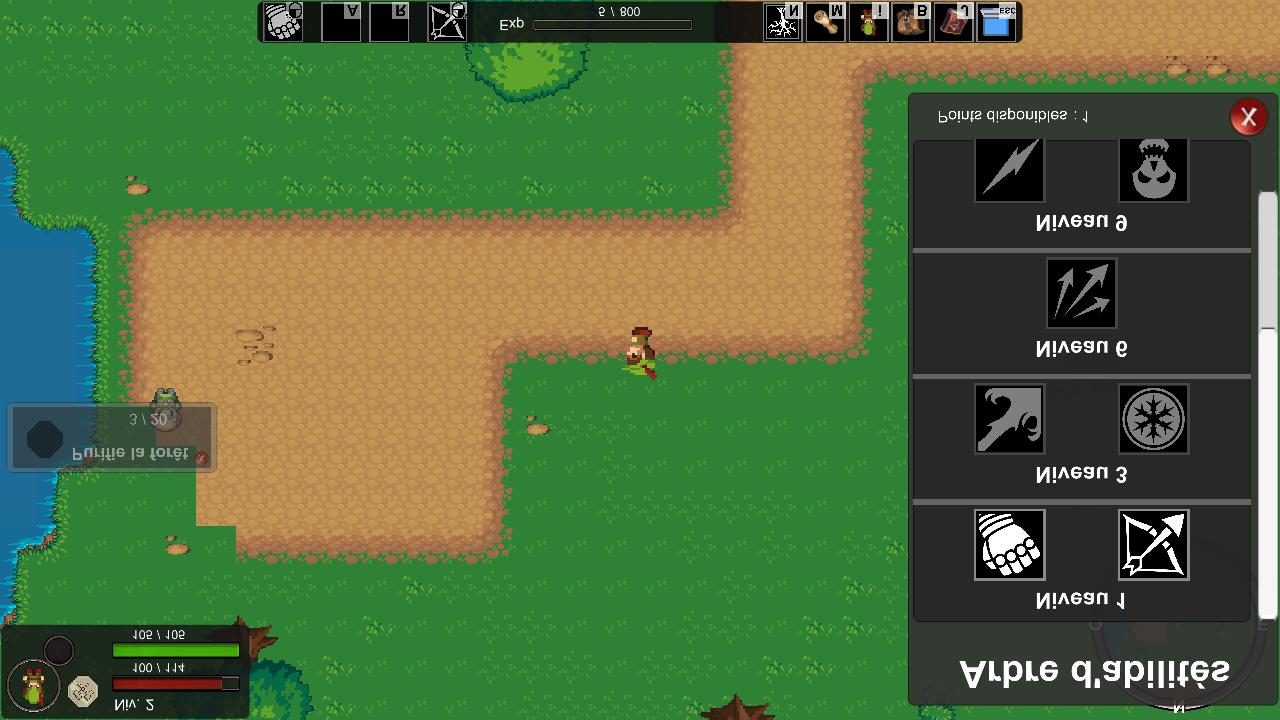 Niv. 2
100 / 114
105 / 105
Purifie la forêt
x
3 / 20
Arbre d'abilités
N
O
E
Niveau 1
Niveau 3
Niveau 6
Niveau 9
Points disponibles : 1
X
A
R
Exp
5 / 800
N
M
I
B
J
Esc